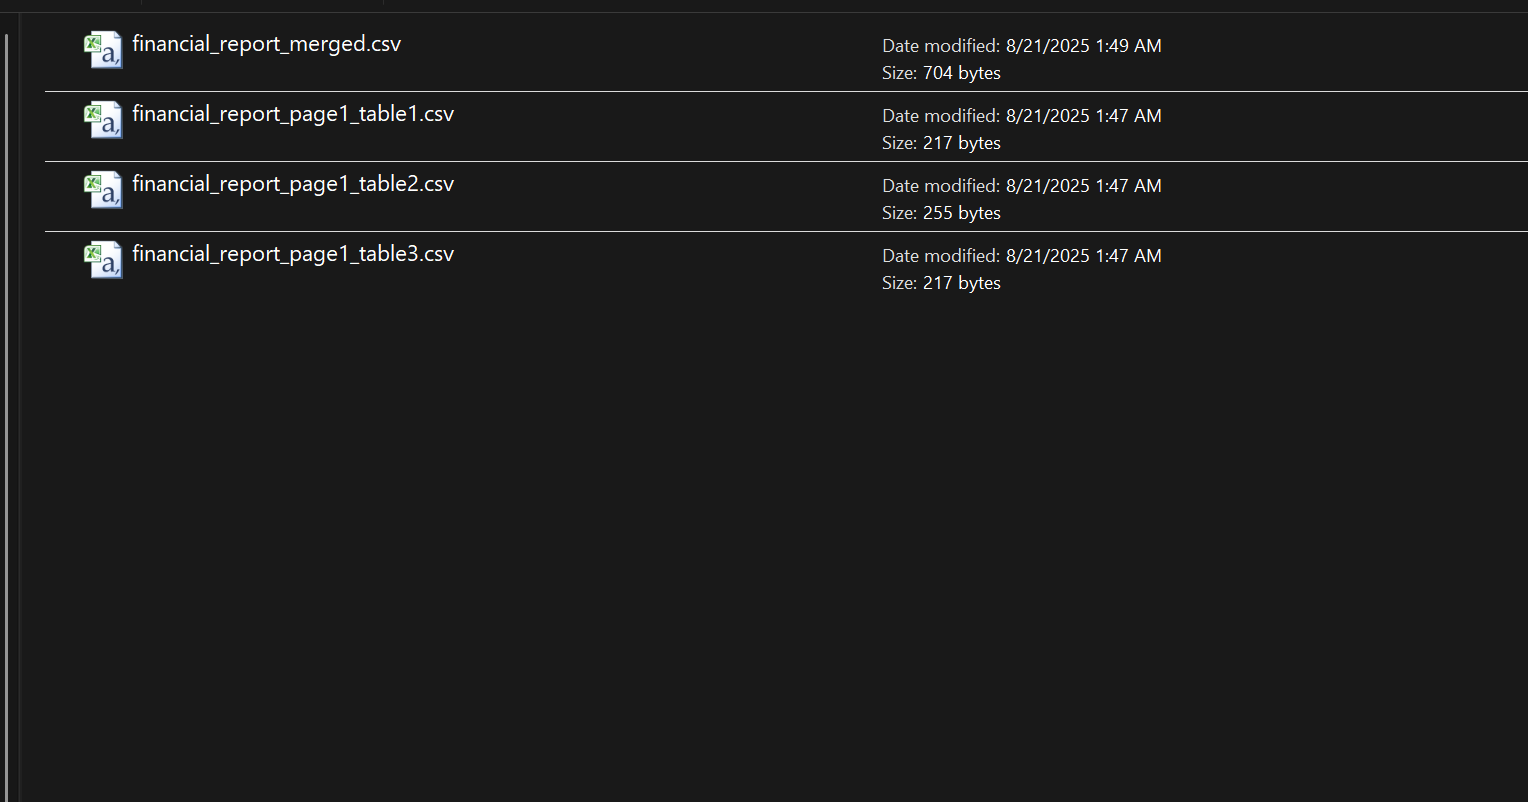 financial_report_merged.csv
Date modified: 8/21/2025 1:49 AM
Size: 704 bytes
financial_report_page1_table1.csv
Date modified: 8/21/2025 1:47 AM
Size: 217 bytes
financial_report_page1_table2.csv
Date modified: 8/21/2025 1:47 AM
Size: 255 bytes
financial_report_page1_table3.csv
Date modified: 8/21/2025 1:47 AM
Size: 217 bytes